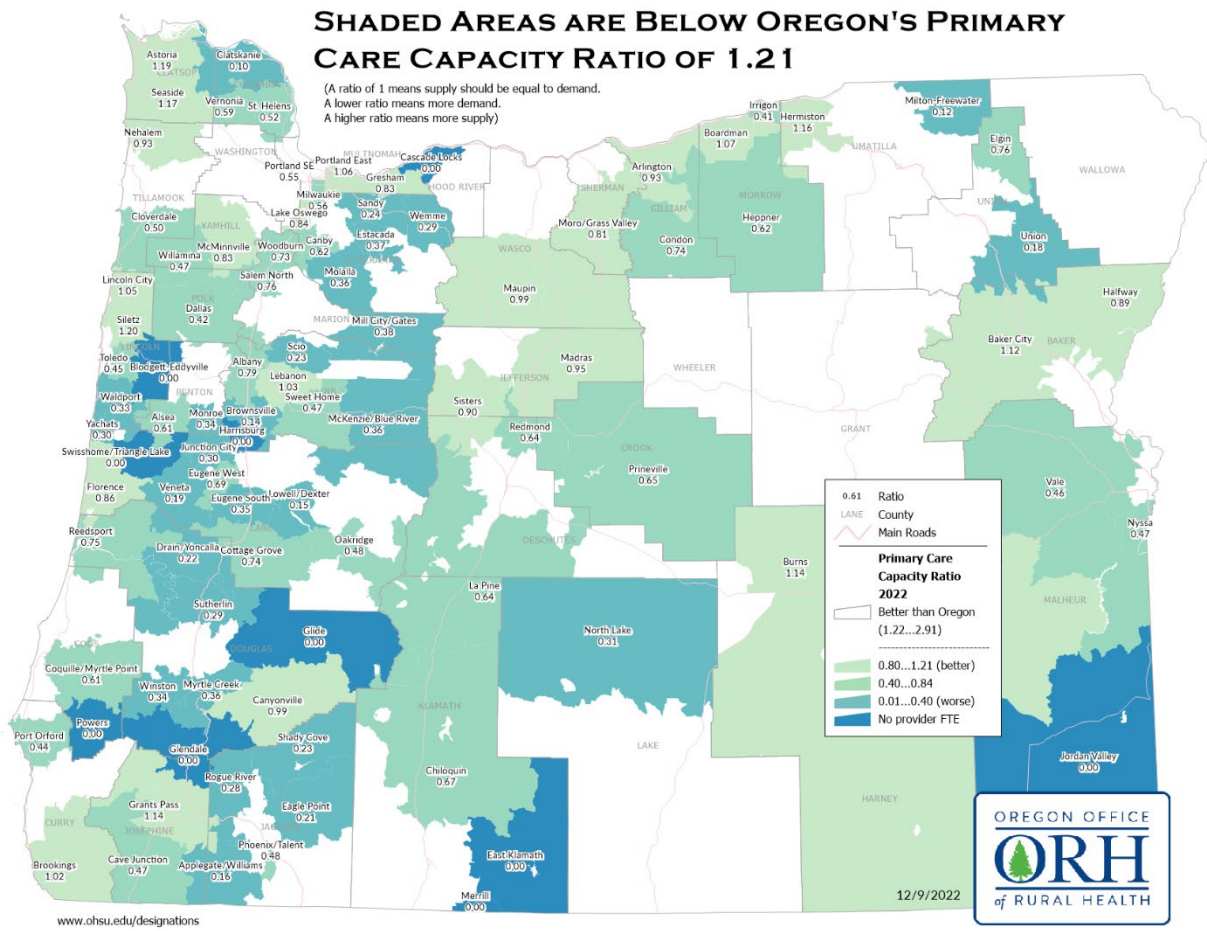 SHADED AREAS ARE BELOW OREGON'S PRIMARY
CARE CAPACITY RATIO OF 1.21
(A ratio of 1 means supply should be equal to demand.
A lower ratio means more demand.
A higher ratio means more supply)
Astoria
1.19
CLATSOP
Clatskanie
0.10
Seaside
1.17
Vernonia
0.59
St. Helens
0.52
Nehalem
0.93
WASHINGTON
MULTNOMAH
Portland SE
0.55
Portland East
1.06
Cascade Locks
0.00
Gresham
0.83
HOOD RIVER
TILLAMOOK
Milwaukie
0.56
Sandy
0.24
Wemme
0.29
Lake Oswego
0.84
Cloverdale
0.50
YAMHILL
McMinnville
0.83
Woodburn
0.73
Canby
0.62
Estacada
0.37
Willamina
0.47
Molalla
0.36
Salem North
0.76
Lincoln City
1.05
POLK
Dallas
0.42
MARION
Mill City/Gates
0.38
Siletz
1.20
LINCOLN
Scio
0.23
Toledo
0.45
Blodgett-Eddyville
0.00
Albany
0.79
BENTON
Lebanon
1.03
Sweet Home
0.47
Waldport
0.33
Alsea
0.61
Monroe
0.34
Brownsville
0.14
Harrisburg
0.00
McKenzie/Blue River
0.36
Yachats
0.30
Swisshome/Triangle Lake
0.00
Junction City
0.30
Eugene West
0.69
Florence
0.86
Veneta
0.19
Eugene South
0.35
Lowell/Dexter
0.15
LANE
Reedsport
0.75
Drain/Yoncalla
0.22
Cottage Grove
0.74
Oakridge
0.48
Sutherlin
0.29
Glide
0.00
DOUGLAS
COOS
Coquille/Myrtle Point
0.61
Winston
0.34
Myrtle Creek
0.36
Canyonville
0.99
Powers
0.00
Port Orford
0.44
Glendale
0.00
Shady Cove
0.23
Rogue River
0.28
Eagle Point
0.21
Grants Pass
1.14
CURRY
JOSEPHINE
Phoenix/Talent
0.48
Brookings
1.02
Cave Junction
0.47
Applegate/Williams
0.16
Irrigon
0.41
Hermiston
1.16
Boardman
1.07
Milton-Freewater
0.12
UMATILLA
Elgin
0.76
WALLOWA
Arlington
0.93
SHERMAN
GILLIAM
MORROW
Heppner
0.62
Moro/Grass Valley
0.81
Condon
0.74
UNION
Union
0.18
WASCO
Maupin
0.99
Halfway
0.89
Baker City
1.12
BAKER
Madras
0.95
JEFFERSON
WHEELER
Sisters
0.90
Redmond
0.64
CROOK
Prineville
0.65
GRANT
DESCHUTES
Vale
0.46
Nyssa
0.47
Burns
1.14
MALHEUR
La Pine
0.64
North Lake
0.31
KLAMATH
LAKE
Chiloquin
0.67
HARNEY
Jordan Valley
0.00
East Klamath
0.00
Merrill
0.00
0.61 Ratio
LANE County
Main Roads
Primary Care
Capacity Ratio
2022
Better than Oregon
(1.22...2.91)
0.80...1.21 (better)
0.40...0.84
0.01...0.40 (worse)
No provider FTE
12/9/2022
OREGON OFFICE
ORH
of RURAL HEALTH
www.ohsu.edu/designations